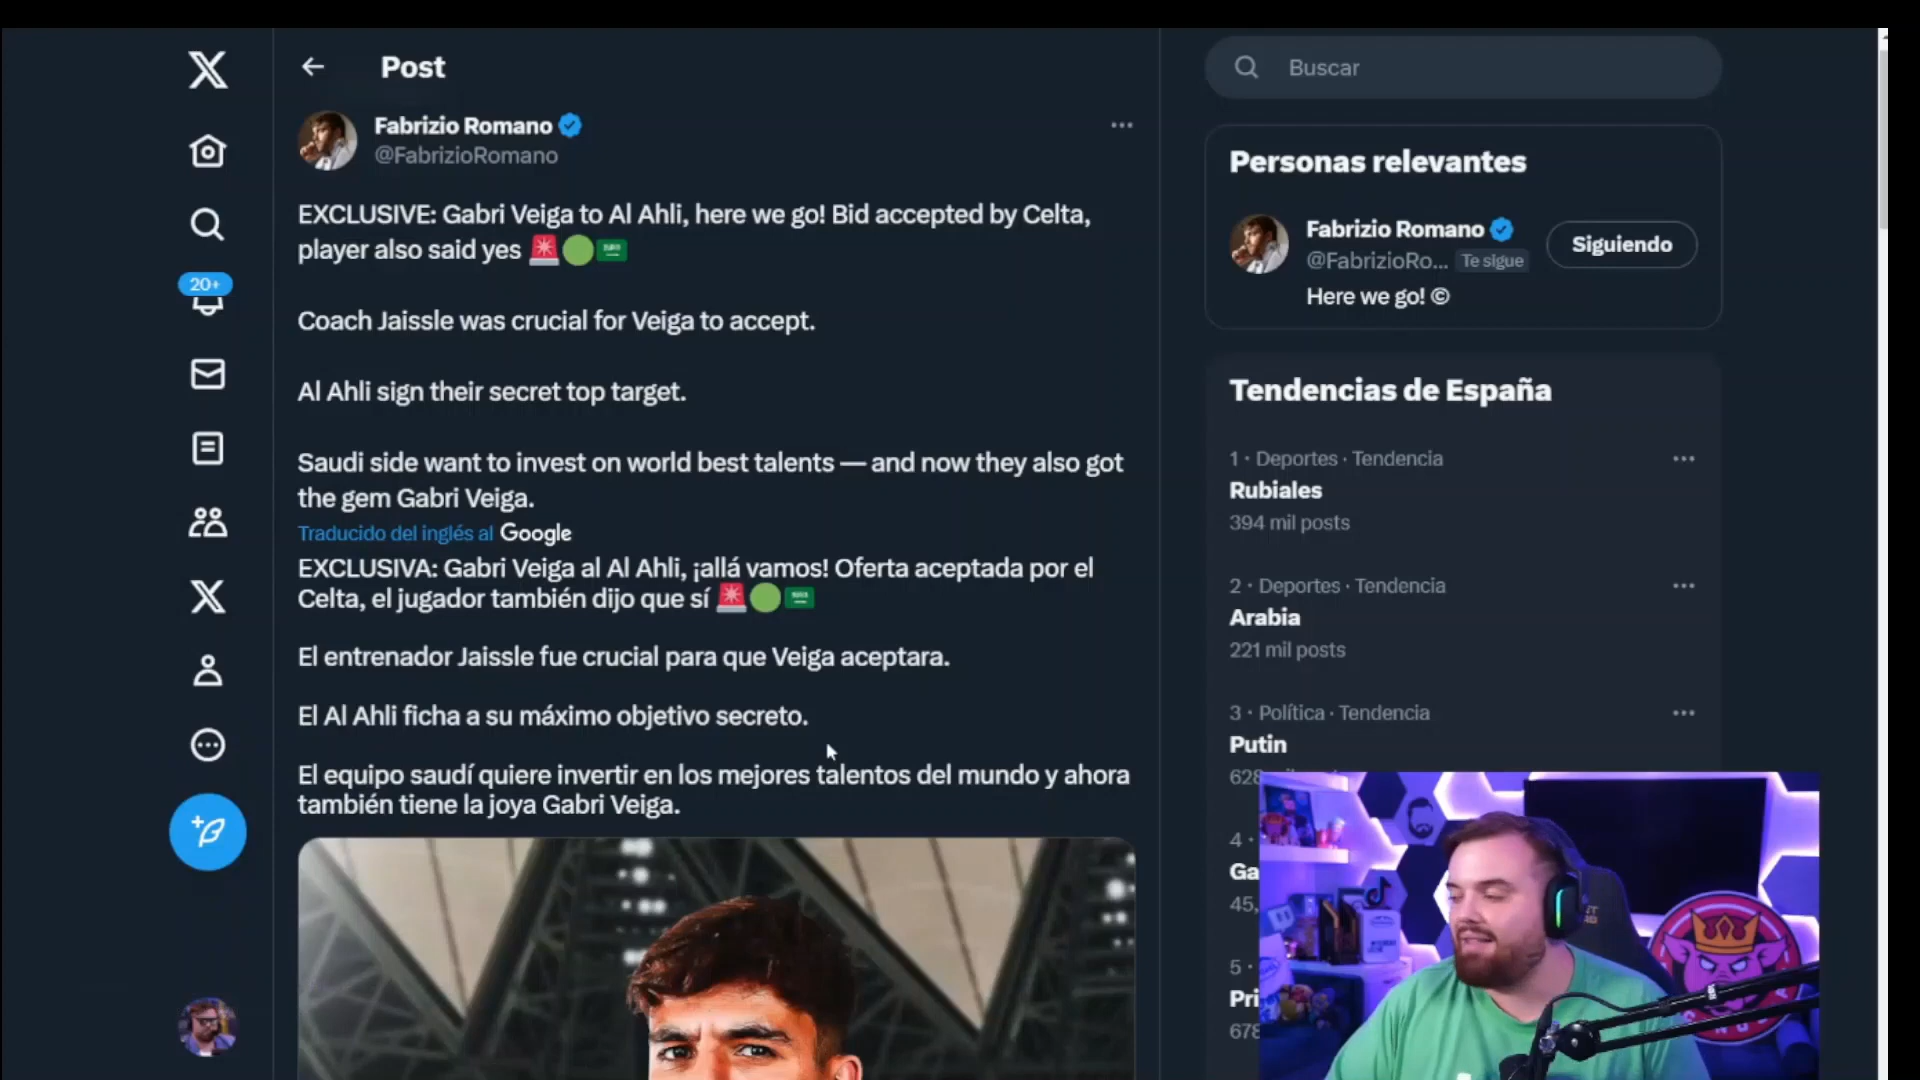 Post
Buscar
Fabrizio Romano
@FabrizioRomano
EXCLUSIVE: Gabri Veiga to Al Ahli, here we go! Bid accepted by Celta,
player also said yes 🚨🟢🇸🇦
Coach Jaissle was crucial for Veiga to accept.
Al Ahli sign their secret top target.
Saudi side want to invest on world best talents — and now they also got
the gem Gabri Veiga.
Traducido del inglés al Google
EXCLUSIVA: Gabri Veiga al Al Ahli, ¡allá vamos! Oferta aceptada por el
Celta, el jugador también dijo que sí 🚨🟢🇸🇦
El entrenador Jaissle fue crucial para que Veiga aceptara.
El Al Ahli ficha a su máximo objetivo secreto.
El equipo saudí quiere invertir en los mejores talentos del mundo y ahora
también tiene la joya Gabri Veiga.
20+
Personas relevantes
Fabrizio Romano
@FabrizioRo... Te sigue
Siguiendo
Here we go! ©
Tendencias de España
1 · Deportes · Tendencia
Rubiales
394 mil posts
2 · Deportes · Tendencia
Arabia
221 mil posts
3 · Política · Tendencia
Putin
628
4 ·
Ga
45,
5 ·
Pri
678